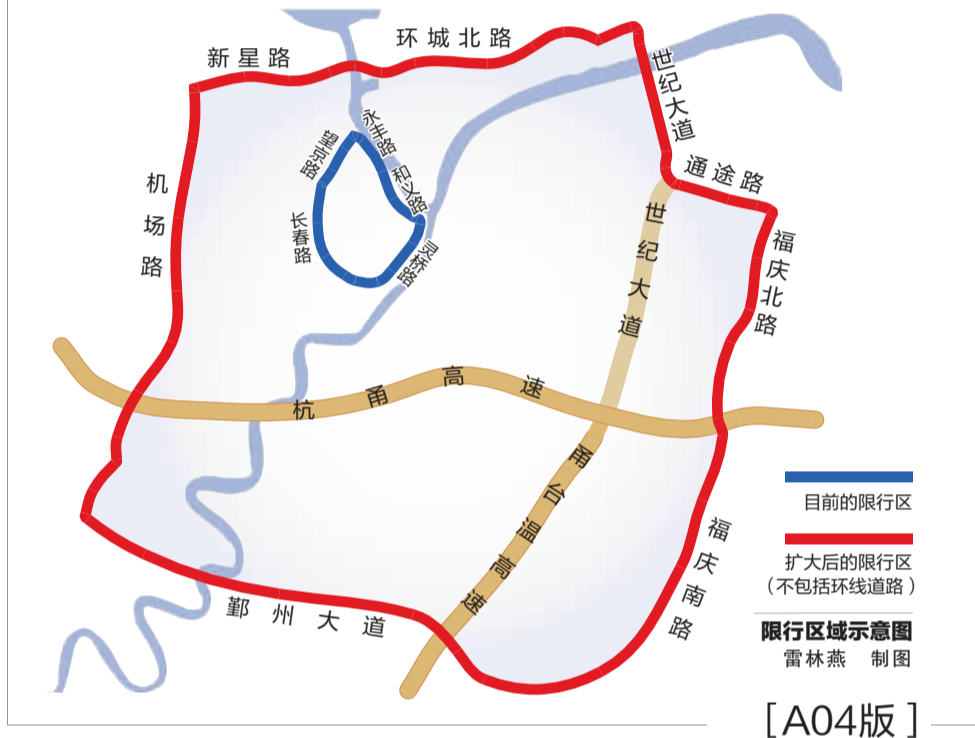 新星路
环城北路
世纪大道
通途路
福庆北路
机场路
永丰路
望京路
和义路
长春路
灵桥路
世纪大道
杭甬高速
甬台温高速
福庆南路
鄞州大道
目前的限行区
扩大后的限行区
（不包括环线道路）
限行区域示意图
雷林燕 制图
[A04版]